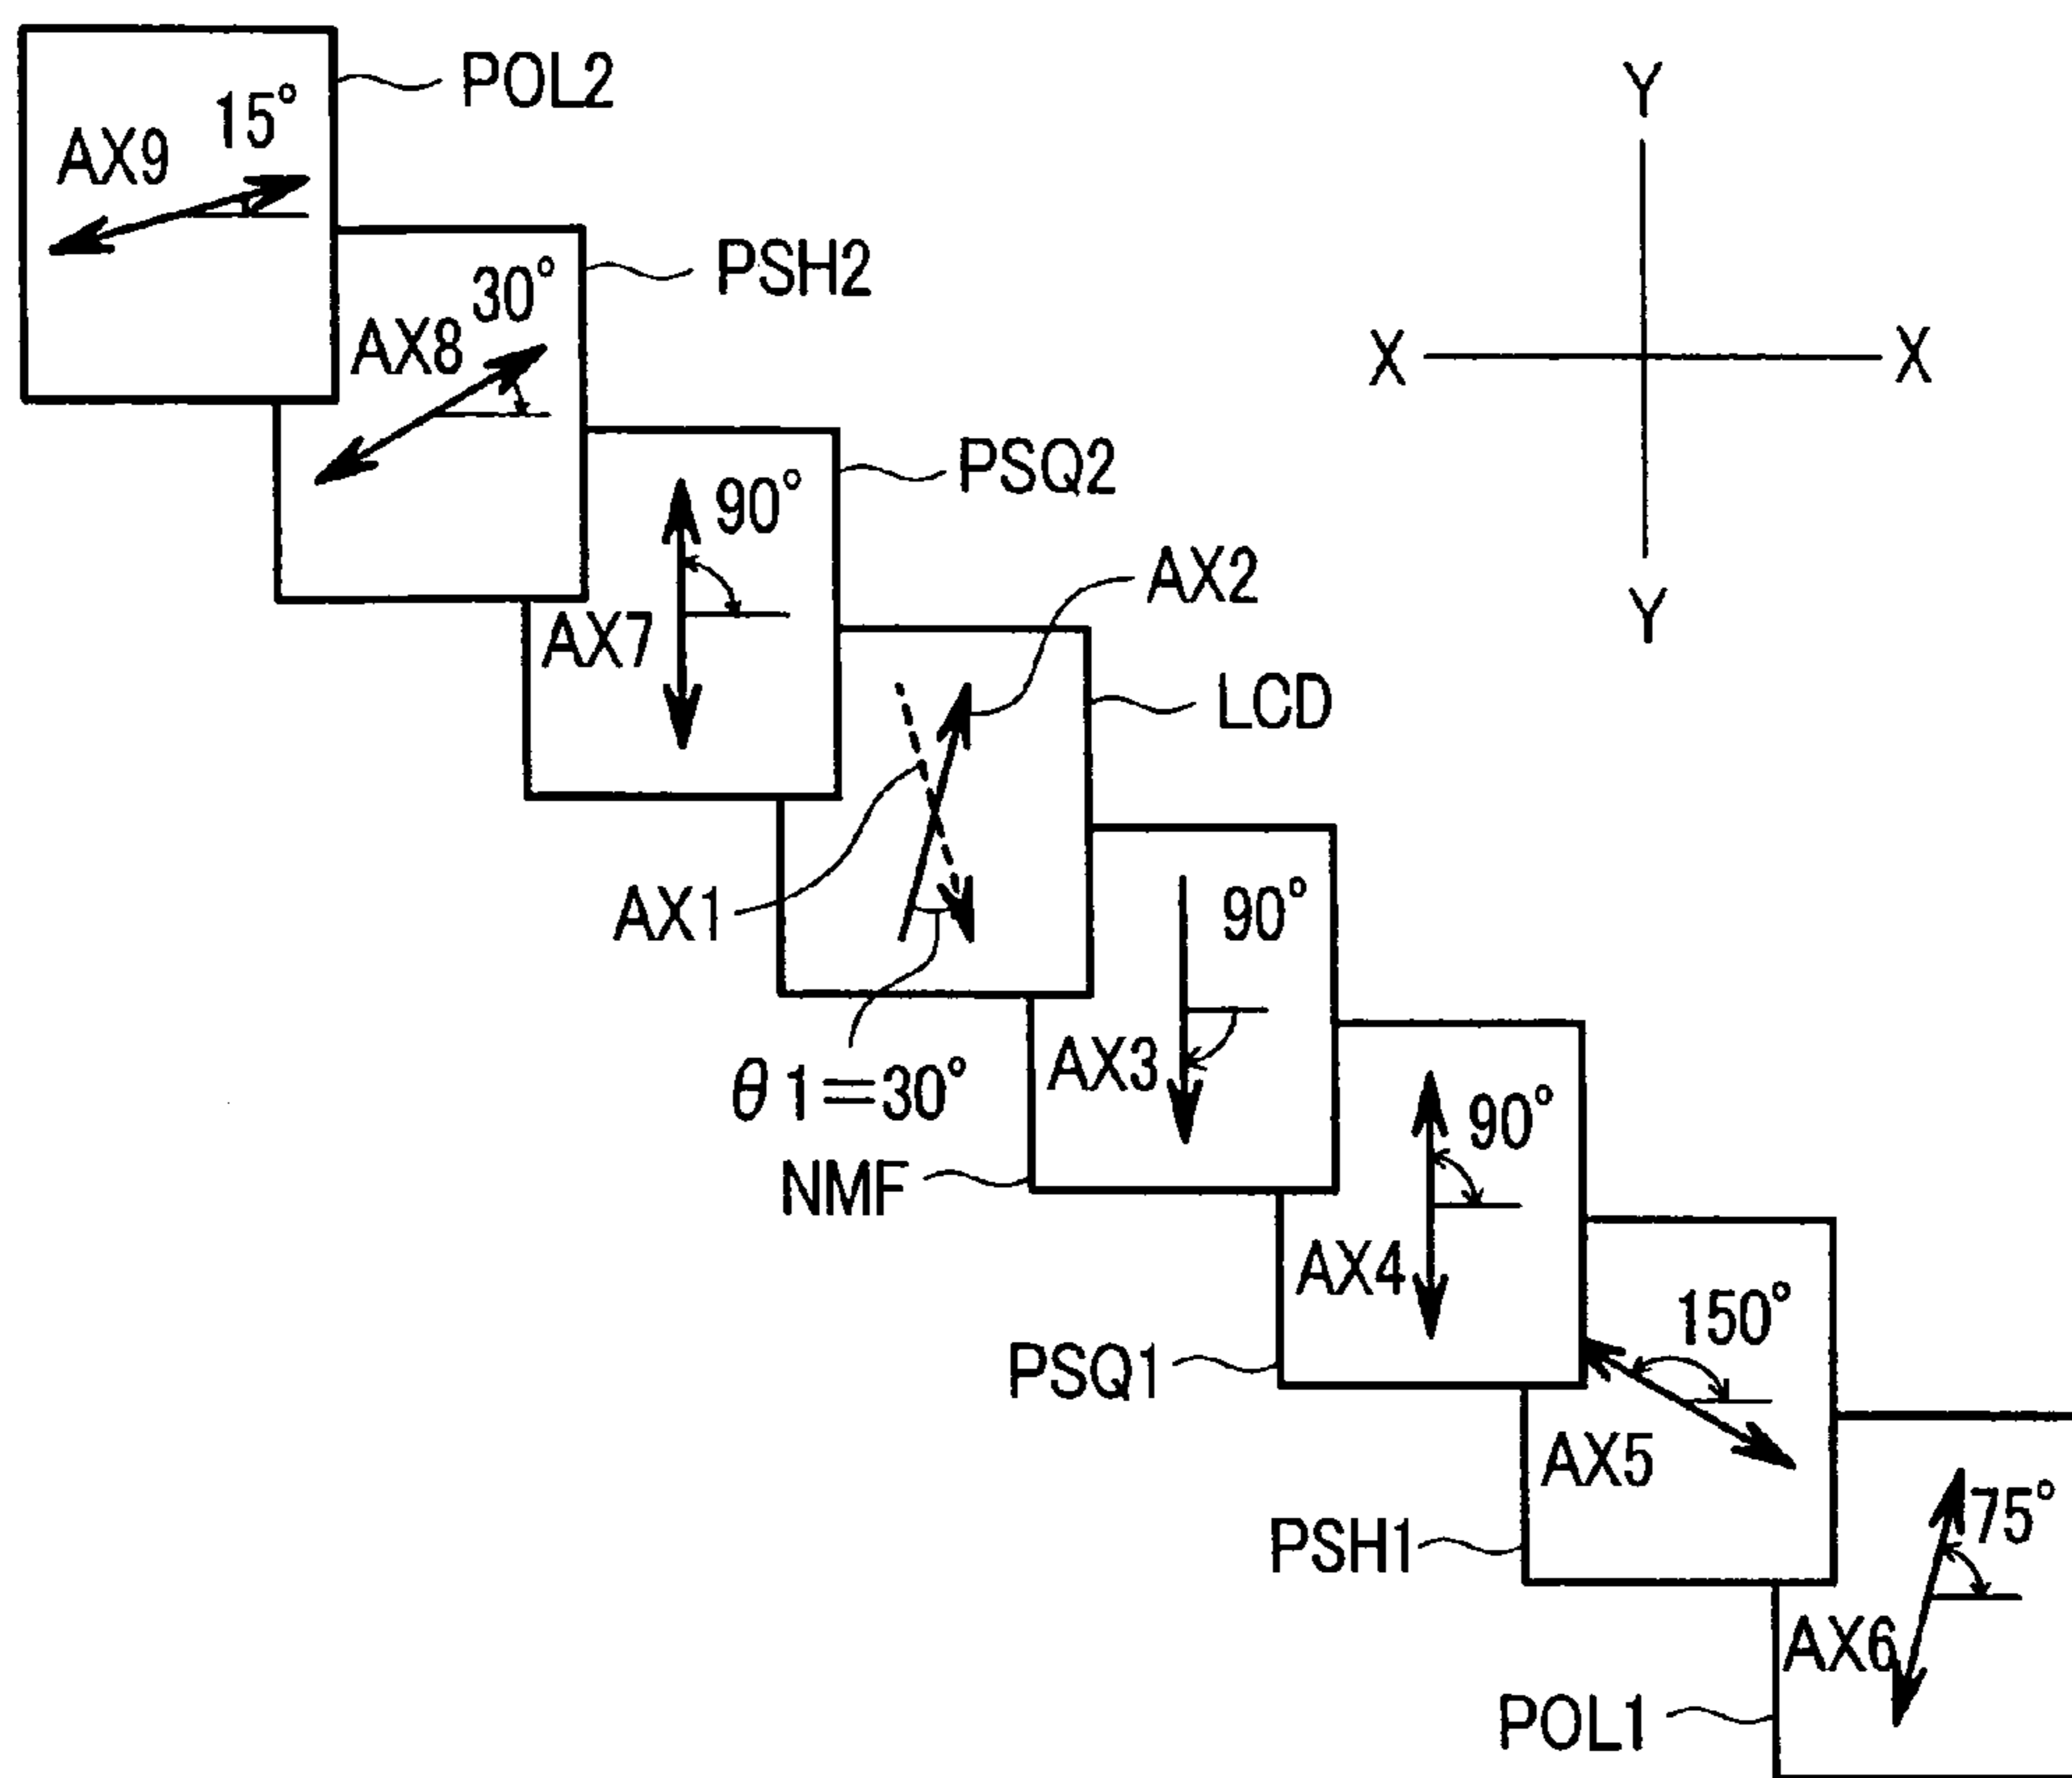 POL2
15°
AX9
Y
PSH2
30°
AX8
X
X
PSQ2
90°
AX7
AX2
Y
LCD
AX1
90°
AX3
θ1=30°
NMF
90°
AX4
PSQ1
150°
AX5
PSH1
75°
AX6
POL1